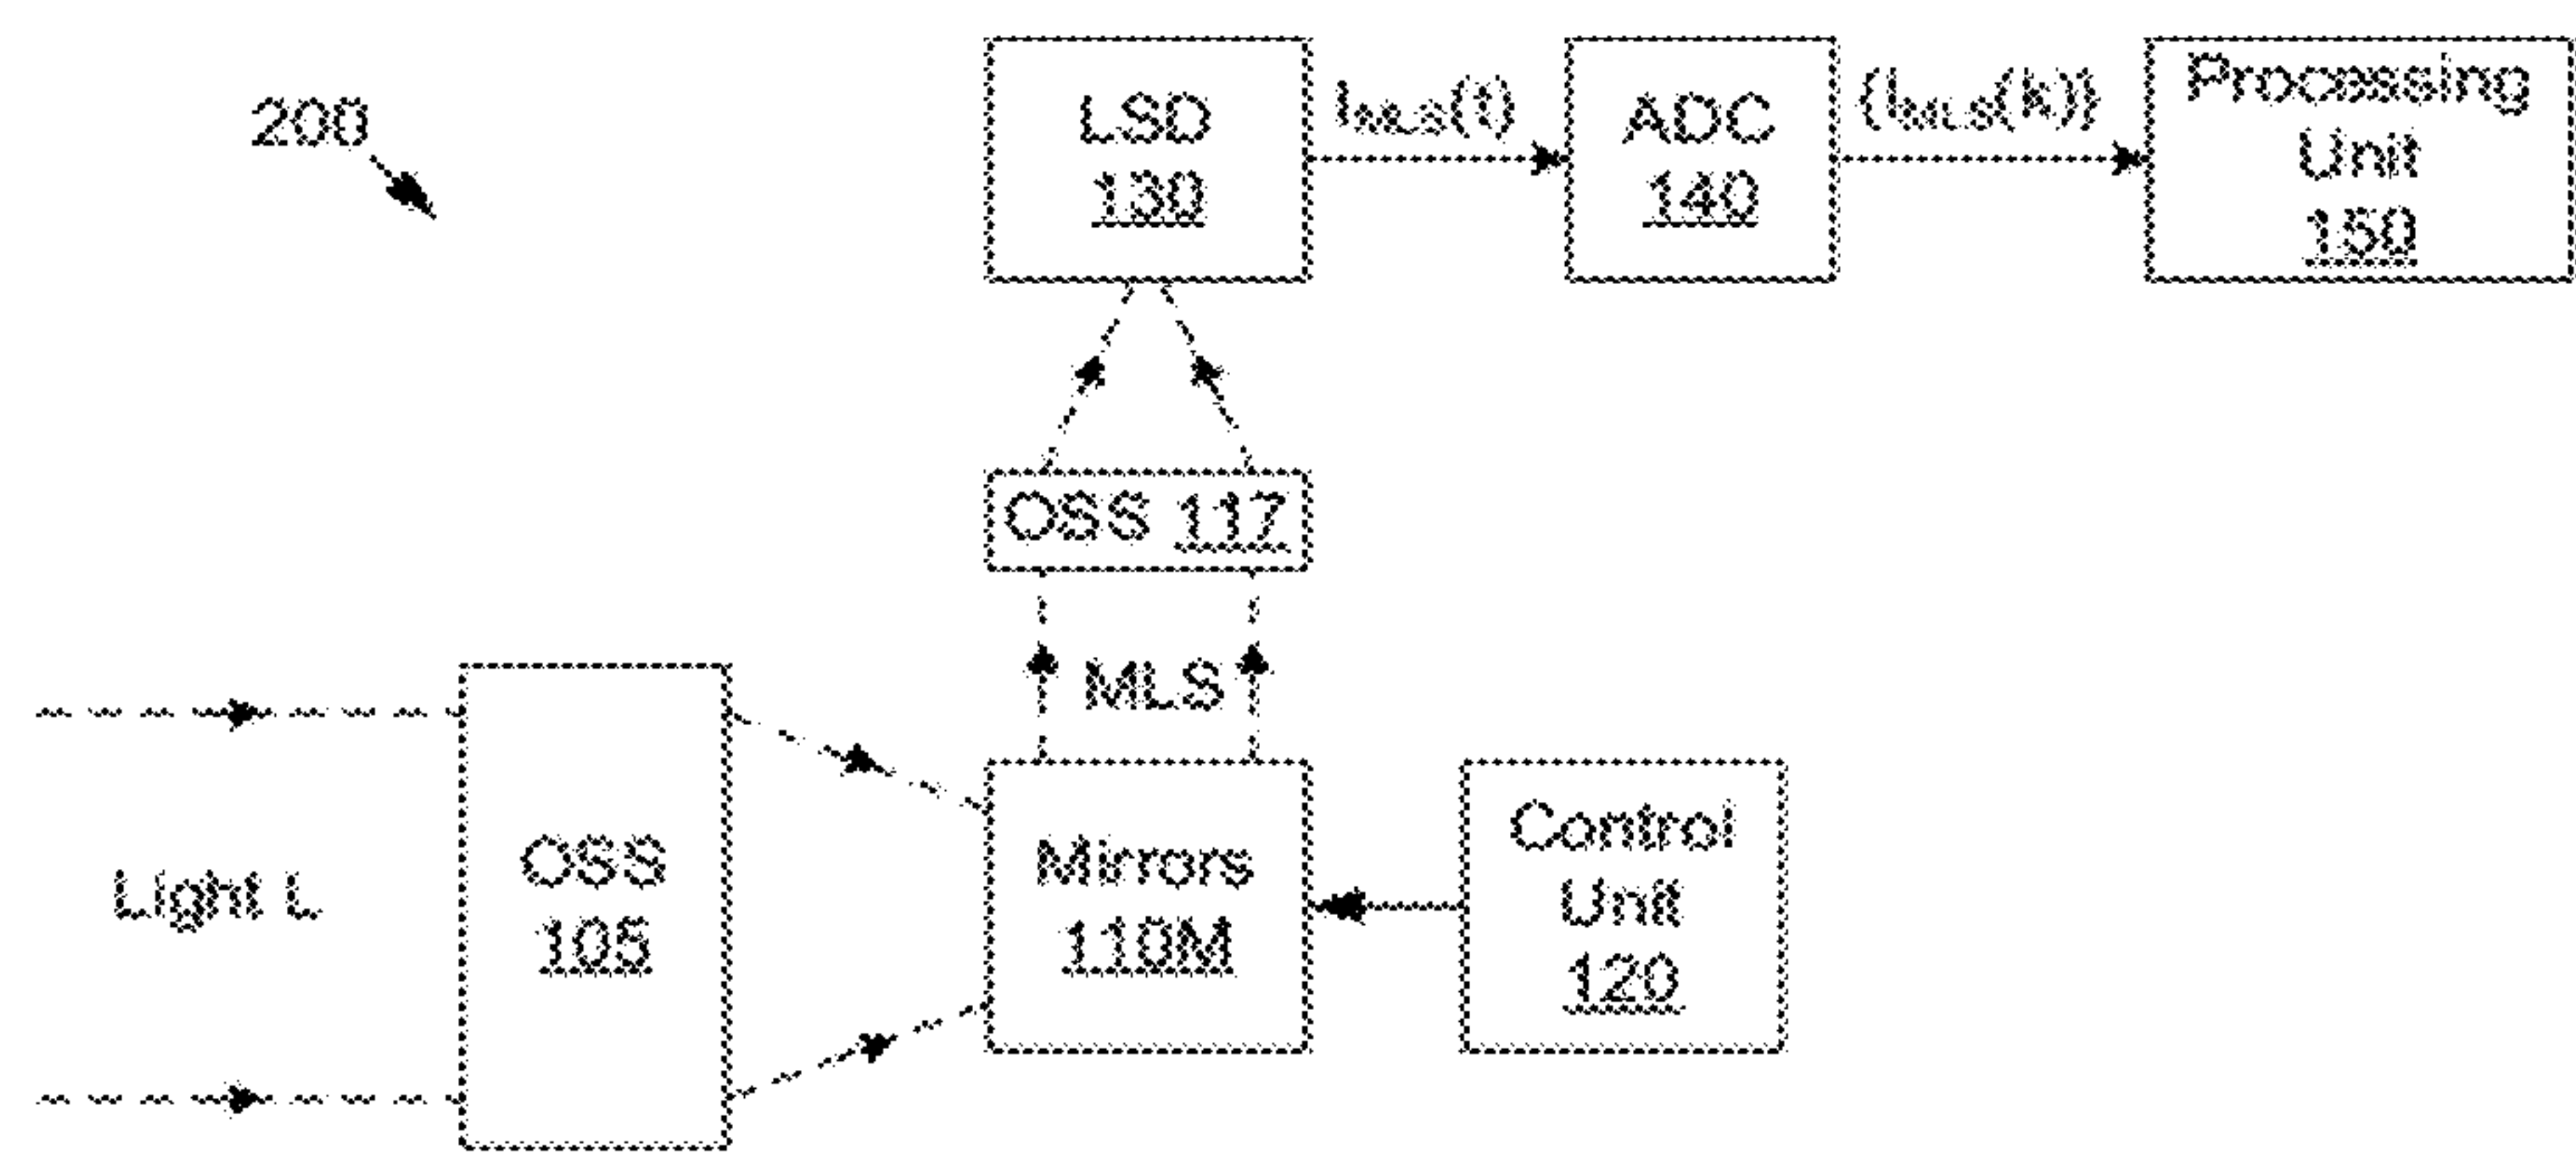 200
LSD
130
I_MLS(t)
ADC
140
{I_MLS(k)}
Processing
Unit
150
OSS 117
MLS
Light L
OSS
105
Mirrors
110M
Control
Unit
120